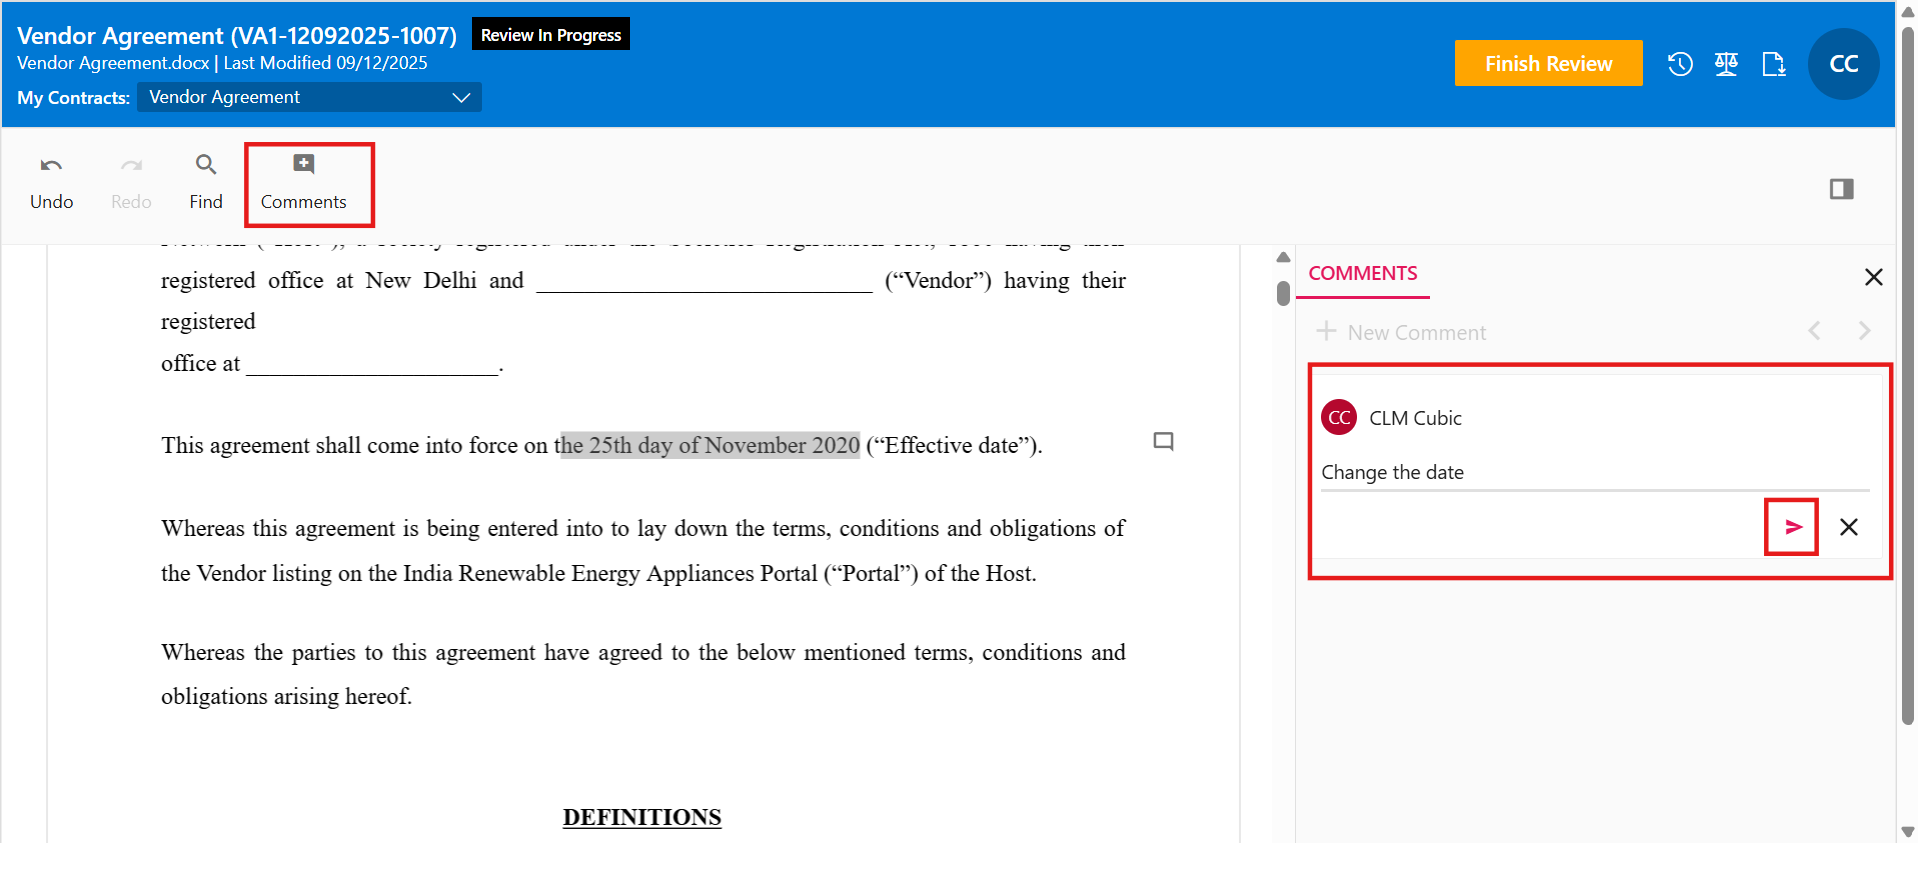 Vendor Agreement (VA1-12092025-1007) Review In Progress
Vendor Agreement.docx | Last Modified 09/12/2025
My Contracts: Vendor Agreement
Finish Review
CC
Undo
Redo
Find
Comments
registered office at New Delhi and ____________________________ (“Vendor”) having their
registered
office at _____________________.
This agreement shall come into force on the 25th day of November 2020 (“Effective date”).
Whereas this agreement is being entered into to lay down the terms, conditions and obligations of
the Vendor listing on the India Renewable Energy Appliances Portal (“Portal”) of the Host.
Whereas the parties to this agreement have agreed to the below mentioned terms, conditions and
obligations arising hereof.
DEFINITIONS
COMMENTS
New Comment
CC CLM Cubic
Change the date